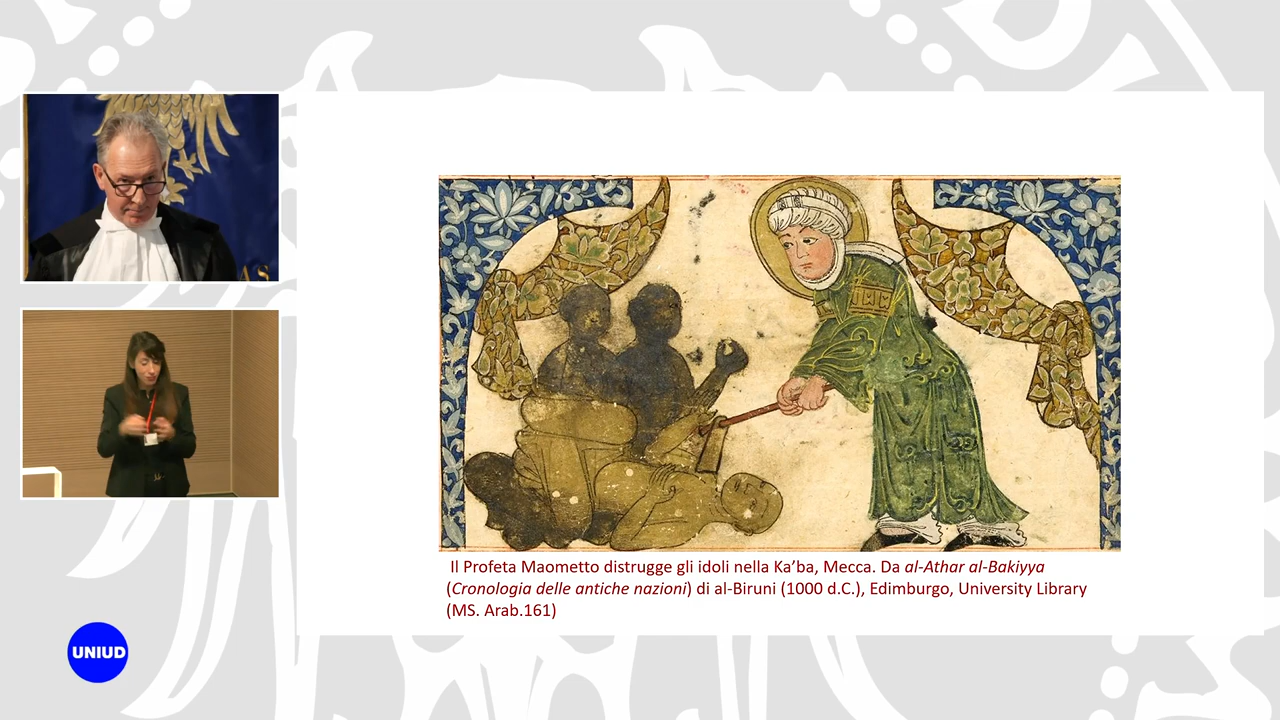 AS
Il Profeta Maometto distrugge gli idoli nella Ka’ba, Mecca. Da al-Athar al-Bakiyya
(Cronologia delle antiche nazioni) di al-Biruni (1000 d.C.), Edimburgo, University Library
(MS. Arab.161)
UNIUD